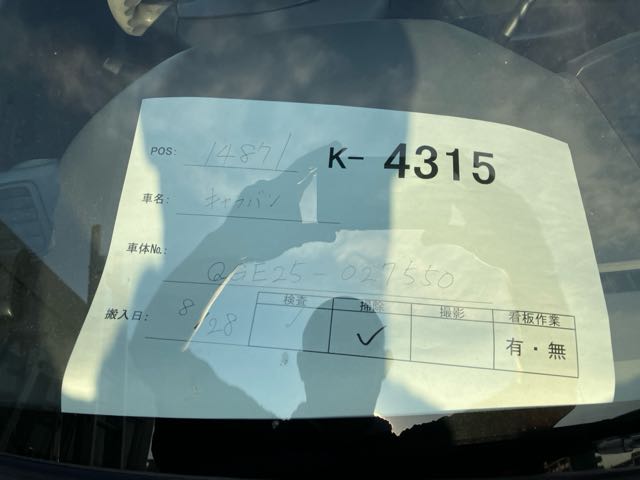 POS: 14871 K-4315
車名: キャラバン
車体No.: QGE25-027550
搬入日: 8/28
検査 掃除 撮影 看板作業
✓ ✓ 有・無